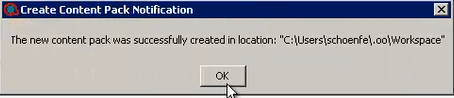 Create Content Pack Notification
The new content pack was successfully created in location: "C:\Users\schoenfe\.oo\Workspace"
OK